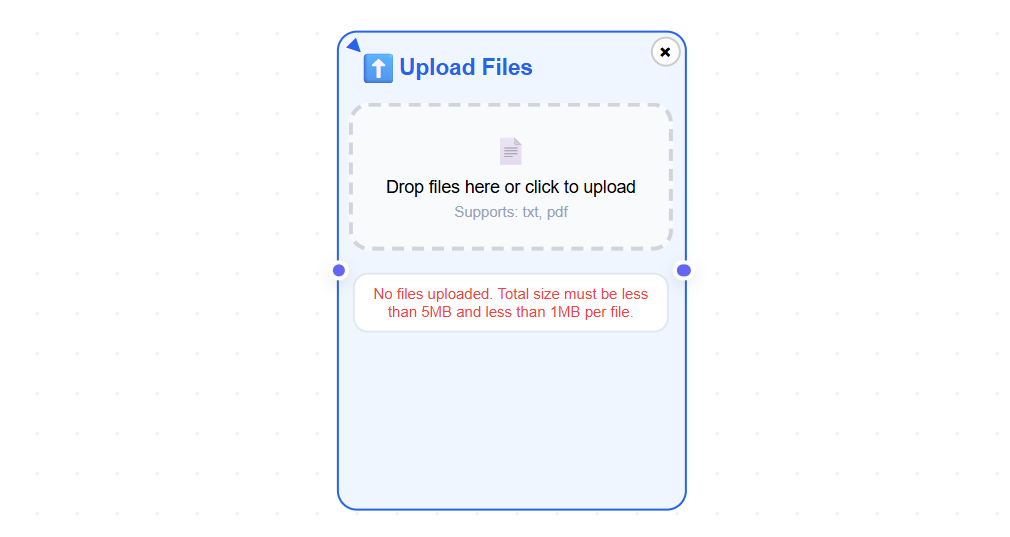 Upload Files
Drop files here or click to upload
Supports: txt, pdf
No files uploaded. Total size must be less
than 5MB and less than 1MB per file.